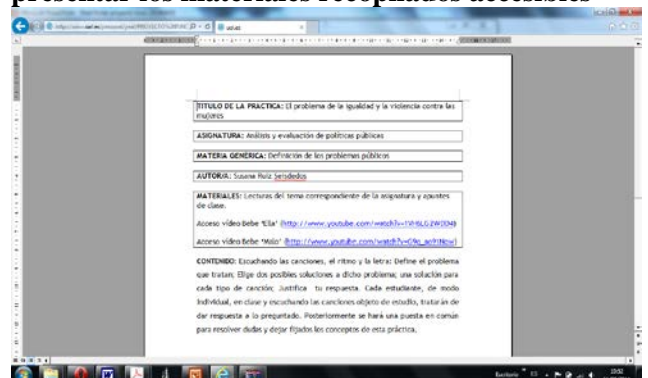 presentar los materiales recopilados accesibles
TITULO DE LA PRACTICA: El problema de la igualdad y la violencia contra las
mujeres
ASIGNATURA: Análisis y evaluación de políticas públicas
MATERIA GENÉRICA: Definición de los problemas públicos
AUTOR/A: Susana Ruiz Seisdedos
MATERIALES: Lecturas del tema correspondiente de la asignatura y apuntes
de clase.
Acceso vídeo Bebe "Ella"
Acceso vídeo Bebe "Malo"
CONTENIDO: Escuchando las canciones, el ritmo y la letra: Define el problema
que tratan; Elige dos posibles soluciones a dicho problema; una solución para
cada tipo de canción; Justifica tu respuesta. Cada estudiante, de modo
individual, en clase y escuchando las canciones objeto de estudio, tratarán de
dar respuesta a lo preguntado. Posteriormente se hará una puesta en común
para resolver dudas y dejar fijados los conceptos de esta práctica.
Escritorio